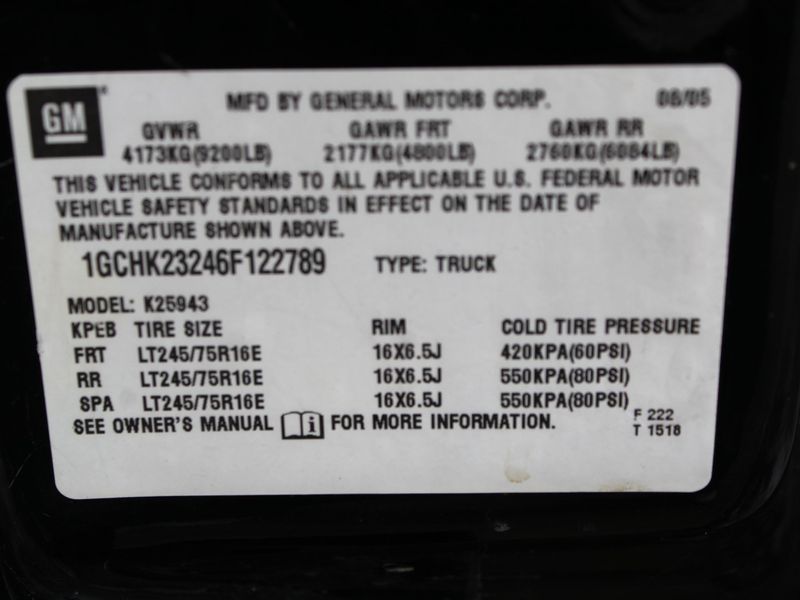 GM® MFD BY GENERAL MOTORS CORP. 08/05
GVWR GAWR FRT GAWR RR
4173KG(9200LB) 2177KG(4800LB) 2760KG(6084LB)
THIS VEHICLE CONFORMS TO ALL APPLICABLE U.S. FEDERAL MOTOR
VEHICLE SAFETY STANDARDS IN EFFECT ON THE DATE OF
MANUFACTURE SHOWN ABOVE.
1GCHK23246F122789 TYPE: TRUCK
MODEL: K25943
KPEB TIRE SIZE RIM COLD TIRE PRESSURE
FRT LT245/75R16E 16X6.5J 420KPA(60PSI)
RR LT245/75R16E 16X6.5J 550KPA(80PSI)
SPA LT245/75R16E 16X6.5J 550KPA(80PSI)
SEE OWNER'S MANUAL i FOR MORE INFORMATION.
F 222
T 1518